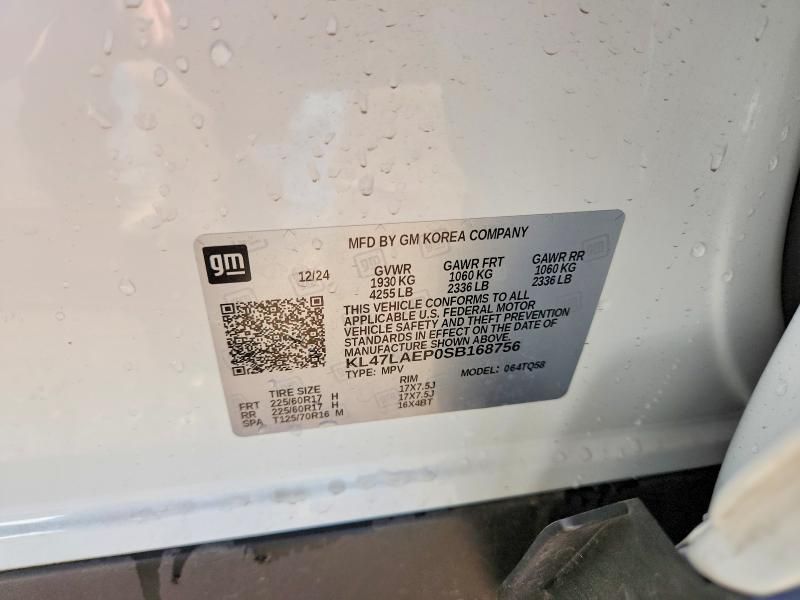 MFD BY GM KOREA COMPANY
gm
12/24
GVWR
1930 KG
4255 LB
GAWR FRT
1060 KG
2336 LB
GAWR RR
1060 KG
2336 LB
THIS VEHICLE CONFORMS TO ALL
APPLICABLE U.S. FEDERAL MOTOR
VEHICLE SAFETY AND THEFT PREVENTION
STANDARDS IN EFFECT ON THE DATE OF
MANUFACTURE SHOWN ABOVE.
KL47LAEP0SB168756
TYPE: MPV MODEL: 064TQ58
TIRE SIZE RIM
FRT 225/60R17 H 17X7.5J
RR 225/60R17 H 17X7.5J
SPA T125/70R16 M 16X4BT